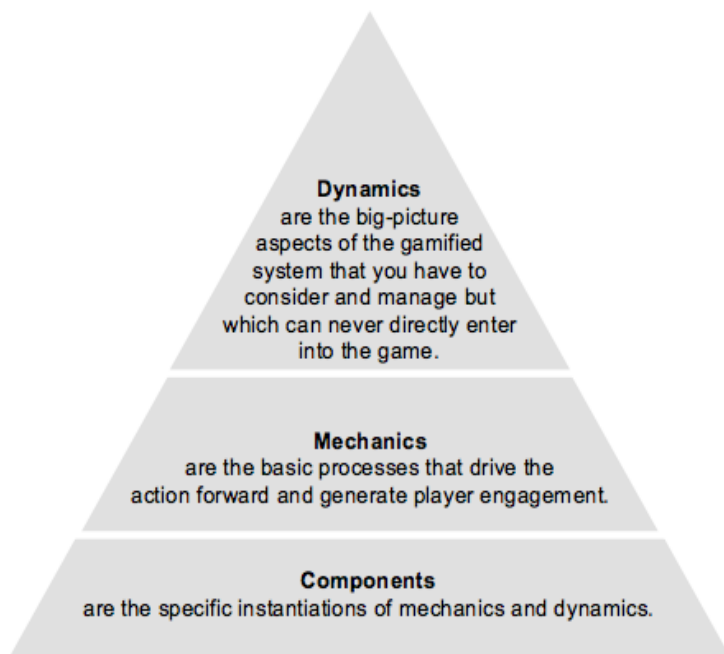 Dynamics
are the big-picture
aspects of the gamified
system that you have to
consider and manage but
which can never directly enter
into the game.
Mechanics
are the basic processes that drive the
action forward and generate player engagement.
Components
are the specific instantiations of mechanics and dynamics.